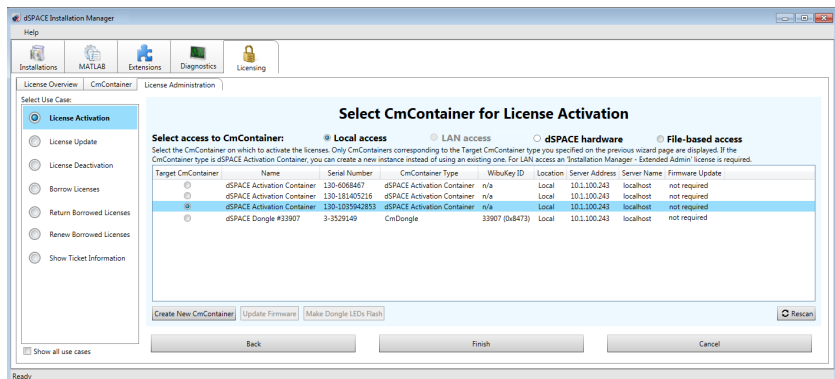 dSPACE Installation Manager
Help
Installations MATLAB Extensions Diagnostics Licensing
License Overview CmContainer License Administration
Select Use Case:
License Activation
License Update
License Deactivation
Borrow Licenses
Return Borrowed Licenses
Renew Borrowed Licenses
Show Ticket Information
Show all use cases
Select CmContainer for License Activation
Select access to CmContainer: Local access LAN access dSPACE hardware File-based access
Select the CmContainer on which to activate the licenses. Only CmContainers corresponding to the Target CmContainer type you specified on the previous wizard page are displayed. If the
CmContainer type is dSPACE Activation Container, you can create a new instance instead of using an existing one. For LAN access an 'Installation Manager - Extended Admin' license is required.
Target CmContainer Name Serial Number CmContainer Type WibuKey ID Location Server Address Server Name Firmware Update
dSPACE Activation Container 130-6068467 dSPACE Activation Container n/a Local 10.1.100.243 localhost not required
dSPACE Activation Container 130-181405216 dSPACE Activation Container n/a Local 10.1.100.243 localhost not required
dSPACE Activation Container 130-1035942853 dSPACE Activation Container n/a Local 10.1.100.243 localhost not required
dSPACE Dongle #33907 3-3529149 CmDongle 33907 (0x8473) Local 10.1.100.243 localhost not required
Create New CmContainer Update Firmware Make Dongle LEDs Flash Rescan
Back Finish Cancel
Ready